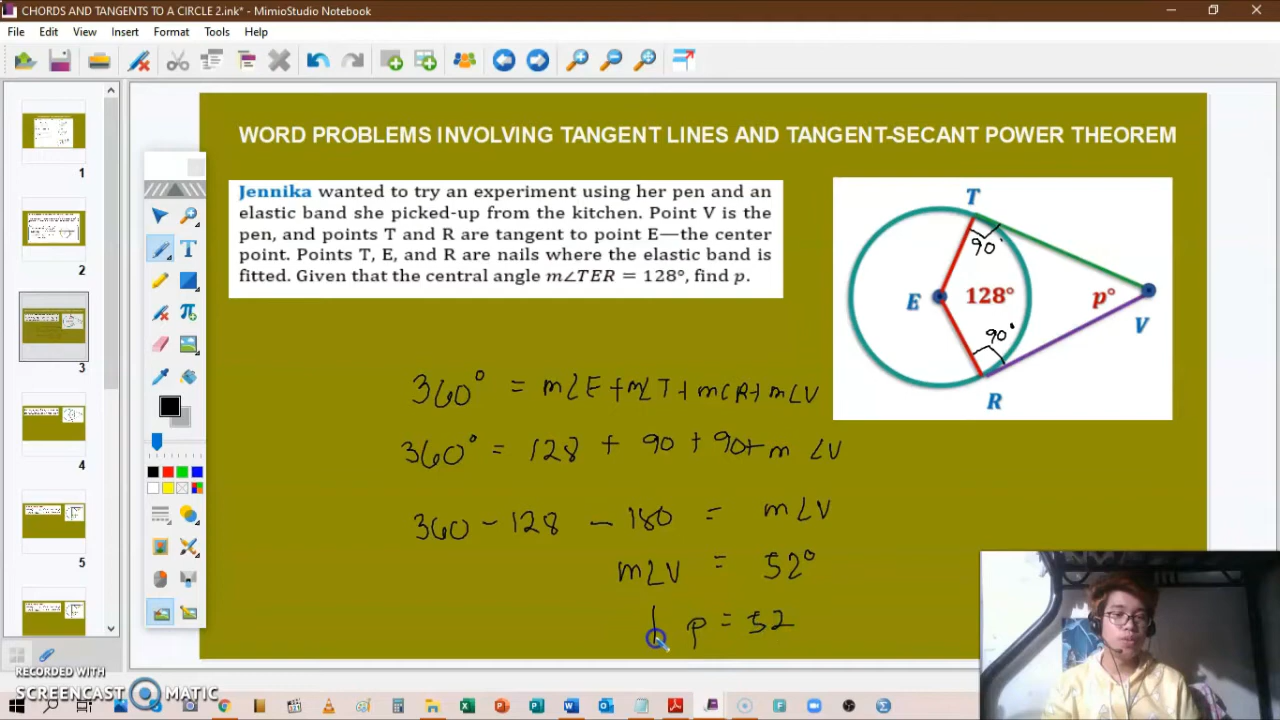 CHORDS AND TANGENTS TO A CIRCLE 2.ink* - MimioStudio Notebook
File Edit View Insert Format Tools Help
WORD PROBLEMS INVOLVING TANGENT LINES AND TANGENT-SECANT POWER THEOREM
Jennika wanted to try an experiment using her pen and an
elastic band she picked-up from the kitchen. Point V is the
pen, and points T and R are tangent to point E—the center
point. Points T, E, and R are nails where the elastic band is
fitted. Given that the central angle m∠TER = 128°, find p.
T
90°
E 128° p°
V
90°
R
360° = m∠E + m∠T + m∠R + m∠V
360° = 128 + 90 + 90 + m∠V
360 - 128 - 180 = m∠V
m∠V = 52°
p = 52
1
2
3
4
5
RECORDED WITH
SCREENCAST MATIC